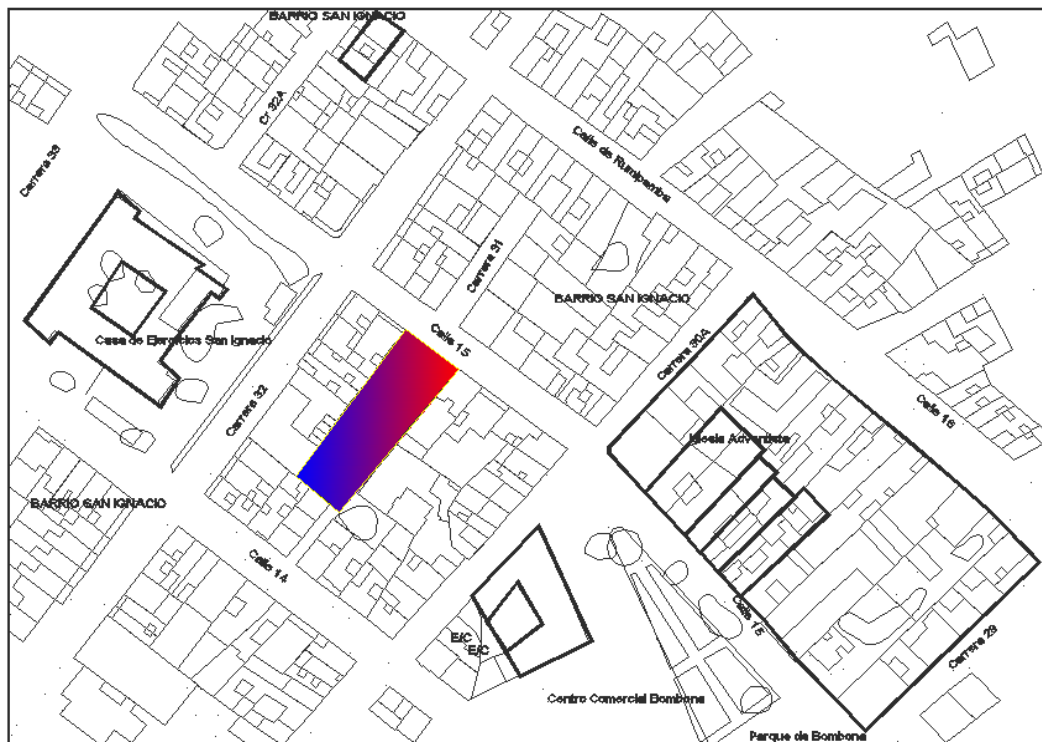 BARRIO SAN IGNACIO
Cr 32A
Carrera 33
Calle de Rumipamba
Carrera 31
BARRIO SAN IGNACIO
Casa de Ejercicios San Ignacio
Calle 15
Carrera 30A
Carrera 32
Calle 16
Iglesia Adventista
BARRIO SAN IGNACIO
Calle 14
Calle 15
E/C
E/C
Carrera 29
Centro Comercial Bombona
Parque de Bombona